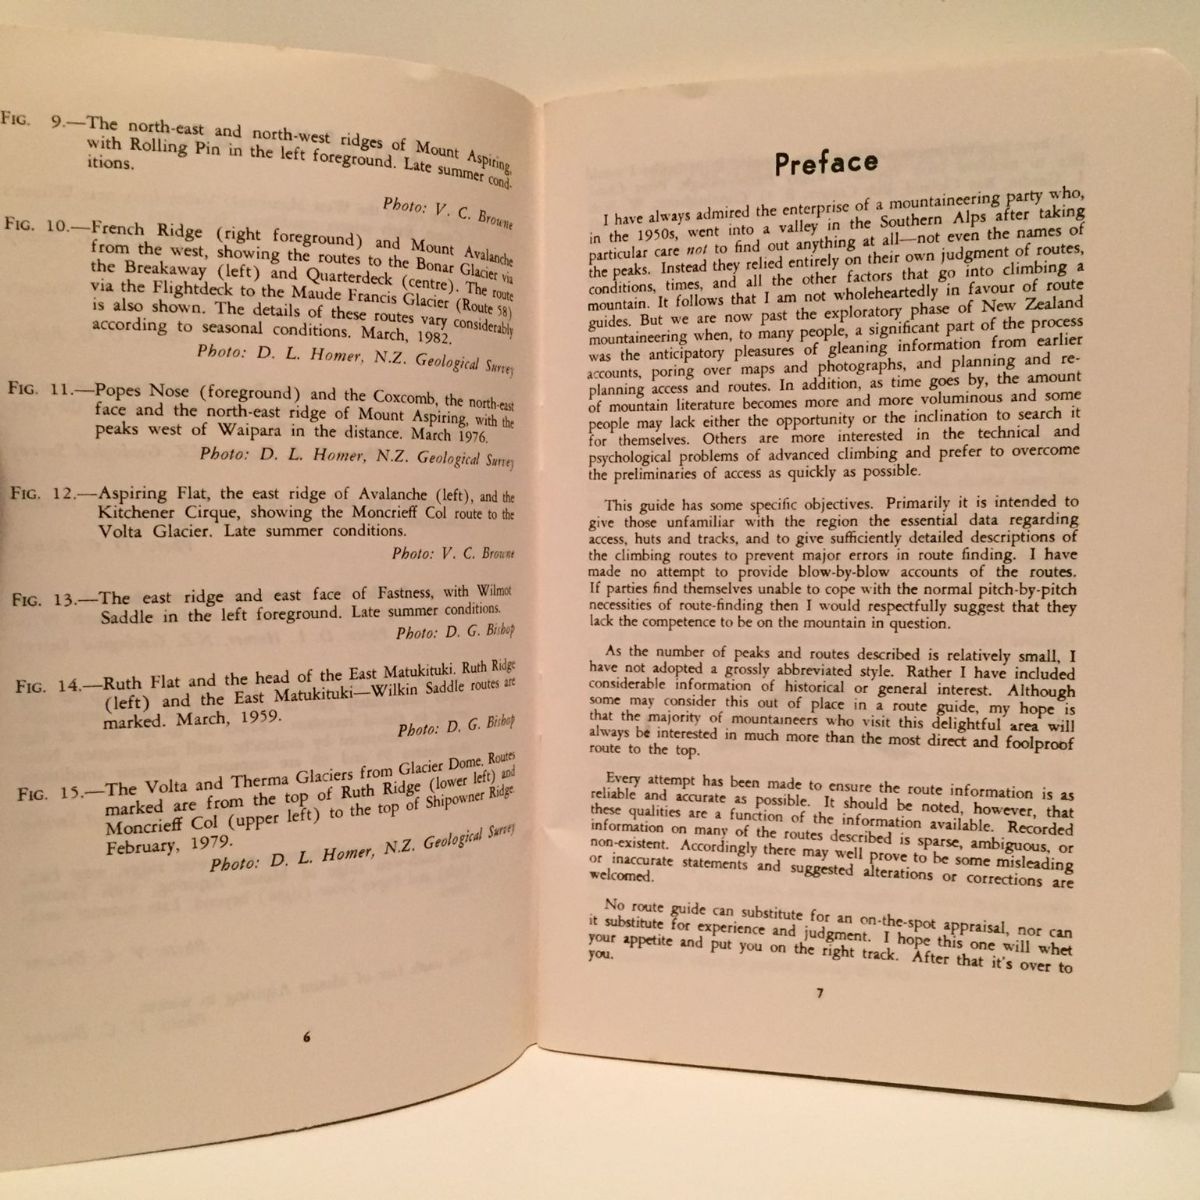 FIG. 9.—The north-east and north-west ridges of Mount Aspiring,
with Rolling Pin in the left foreground. Late summer cond-
itions.
Photo: V. C. Browne
FIG. 10.—French Ridge (right foreground) and Mount Avalanche
from the west, showing the routes to the Bonar Glacier via
the Breakaway (left) and Quarterdeck (centre). The route
via the Flightdeck to the Maude Francis Glacier (Route 58)
is also shown. The details of these routes vary considerably
according to seasonal conditions. March, 1982.
Photo: D. L. Homer, N.Z. Geological Survey
FIG. 11.—Popes Nose (foreground) and the Coxcomb, the north-east
face and the north-east ridge of Mount Aspiring, with the
peaks west of Waipara in the distance. March 1976.
Photo: D. L. Homer, N.Z. Geological Survey
FIG. 12.—Aspiring Flat, the east ridge of Avalanche (left), and the
Kitchener Cirque, showing the Moncrieff Col route to the
Volta Glacier. Late summer conditions.
Photo: V. C. Browne
FIG. 13.—The east ridge and east face of Fastness, with Wilmot
Saddle in the left foreground. Late summer conditions.
Photo: D. G. Bishop
FIG. 14.—Ruth Flat and the head of the East Matukituki. Ruth Ridge
(left) and the East Matukituki—Wilkin Saddle routes are
marked. March, 1959.
Photo: D. G. Bishop
FIG. 15.—The Volta and Therma Glaciers from Glacier Dome. Routes
marked are from the top of Ruth Ridge (lower left) and
Moncrieff Col (upper left) to the top of Shipowner Ridge.
February, 1979.
Photo: D. L. Homer, N.Z. Geological Survey
6
Preface
I have always admired the enterprise of a mountaineering party who,
in the 1950s, went into a valley in the Southern Alps after taking
particular care not to find out anything at all—not even the names of
the peaks. Instead they relied entirely on their own judgment of routes,
conditions, times, and all the other factors that go into climbing a
mountain. It follows that I am not wholeheartedly in favour of route
guides. But we are now past the exploratory phase of New Zealand
mountaineering when, to many people, a significant part of the process
was the anticipatory pleasures of gleaning information from earlier
accounts, poring over maps and photographs, and planning and re-
planning access and routes. In addition, as time goes by, the amount
of mountain literature becomes more and more voluminous and some
people may lack either the opportunity or the inclination to search it
for themselves. Others are more interested in the technical and
psychological problems of advanced climbing and prefer to overcome
the preliminaries of access as quickly as possible.
This guide has some specific objectives. Primarily it is intended to
give those unfamiliar with the region the essential data regarding
access, huts and tracks, and to give sufficiently detailed descriptions of
the climbing routes to prevent major errors in route finding. I have
made no attempt to provide blow-by-blow accounts of the routes.
If parties find themselves unable to cope with the normal pitch-by-pitch
necessities of route-finding then I would respectfully suggest that they
lack the competence to be on the mountain in question.
As the number of peaks and routes described is relatively small, I
have not adopted a grossly abbreviated style. Rather I have included
considerable information of historical or general interest. Although
some may consider this out of place in a route guide, my hope is
that the majority of mountaineers who visit this delightful area will
always be interested in much more than the most direct and foolproof
route to the top.
Every attempt has been made to ensure the route information is as
reliable and accurate as possible. It should be noted, however, that
these qualities are a function of the information available. Recorded
information on many of the routes described is sparse, ambiguous, or
non-existent. Accordingly there may well prove to be some misleading
or inaccurate statements and suggested alterations or corrections are
welcomed.
No route guide can substitute for an on-the-spot appraisal, nor can
it substitute for experience and judgment. I hope this one will whet
your appetite and put you on the right track. After that it's over to
you.
7